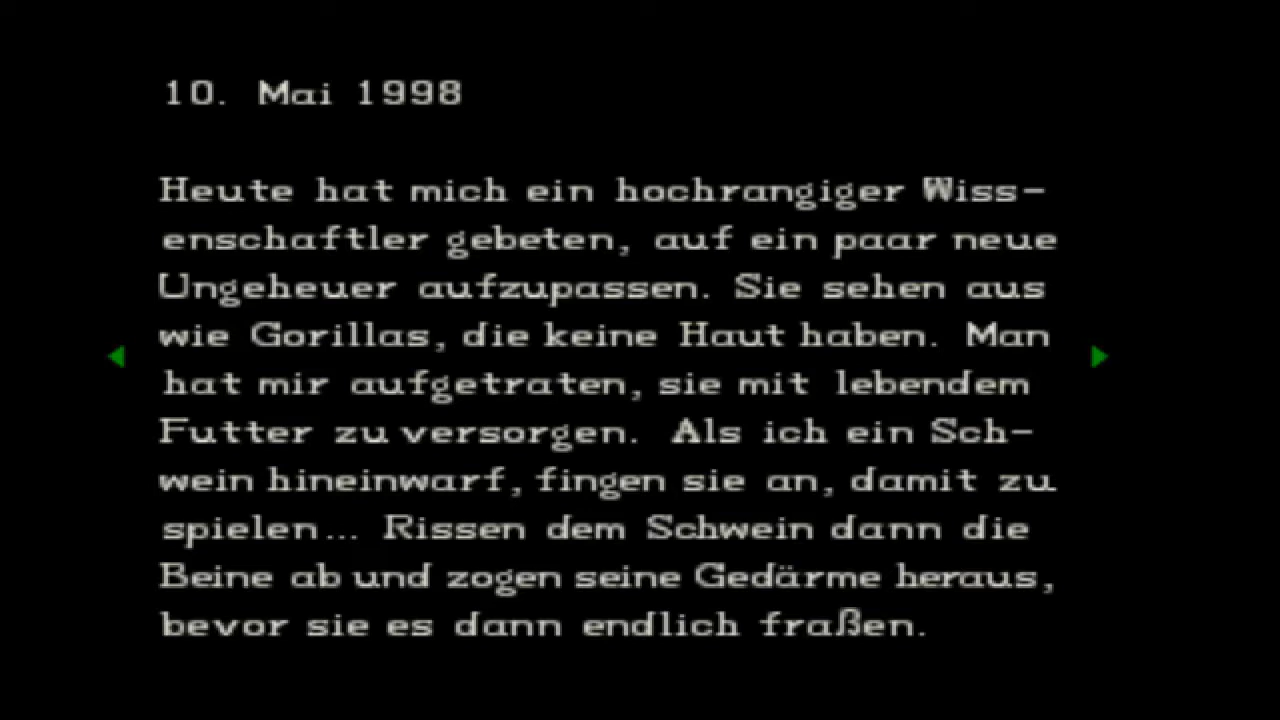 10. Mai 1998
Heute hat mich ein hochrangiger Wiss-
enschaftler gebeten, auf ein paar neue
Ungeheuer aufzupassen. Sie sehen aus
wie Gorillas, die keine Haut haben. Man
hat mir aufgetraten, sie mit lebendem
Futter zu versorgen. Als ich ein Sch-
wein hineinwarf, fingen sie an, damit zu
spielen... Rissen dem Schwein dann die
Beine ab und zogen seine Gedärme heraus,
bevor sie es dann endlich fraßen.